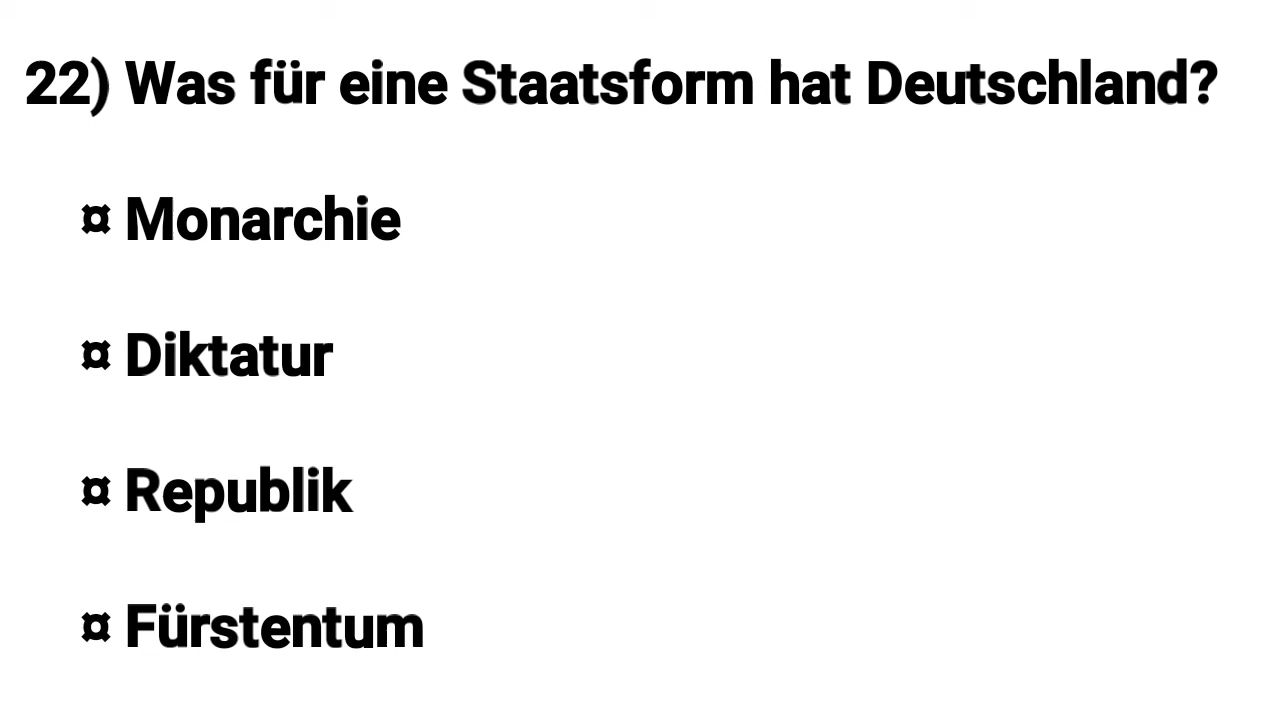 22) Was für eine Staatsform hat Deutschland?
¤ Monarchie
¤ Diktatur
¤ Republik
¤ Fürstentum